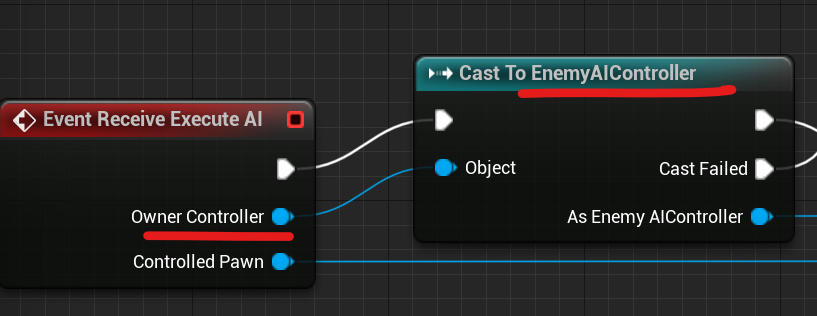 Cast To EnemyAIController
Event Receive Execute AI
Object
Cast Failed
Owner Controller
As Enemy AIController
Controlled Pawn